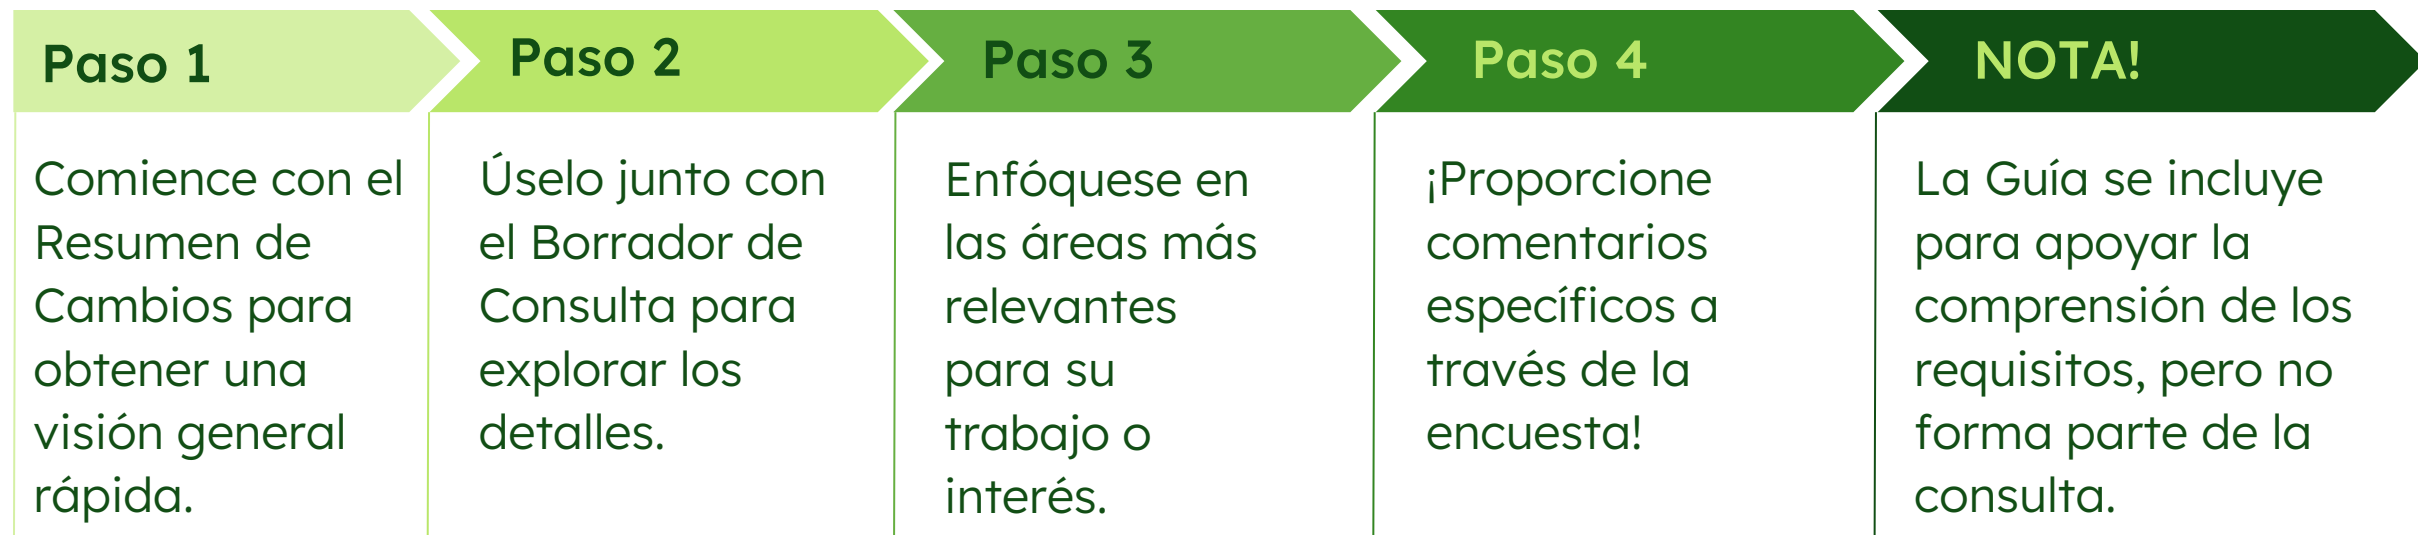 Paso 1
Comience con el
Resumen de
Cambios para
obtener una
visión general
rápida.
Paso 2
Úselo junto con
el Borrador de
Consulta para
explorar los
detalles.
Paso 3
Enfóquese en
las áreas más
relevantes
para su
trabajo o
interés.
Paso 4
¡Proporcione
comentarios
específicos a
través de la
encuesta!
NOTA!
La Guía se incluye
para apoyar la
comprensión de los
requisitos, pero no
forma parte de la
consulta.